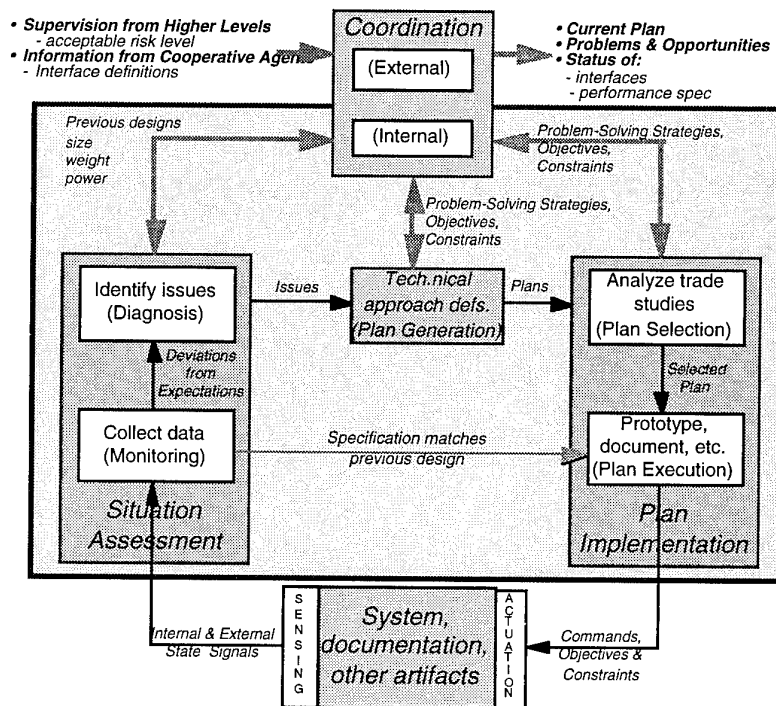 • Supervision from Higher Levels
- acceptable risk level
• Information from Cooperative Agen
- Interface definitions
Coordination
(External)
(Internal)
• Current Plan
• Problems & Opportunities
• Status of:
- interfaces
- performance spec
Previous designs
size
weight
power
Problem-Solving Strategies,
Objectives,
Constraints
Problem-Solving Strategies,
Objectives,
Constraints
Identify issues
(Diagnosis)
Issues
Tech.nical
approach defs.
(Plan Generation)
Plans
Analyze trade
studies
(Plan Selection)
Deviations
from
Expectations
Selected
Plan
Collect data
(Monitoring)
Specification matches
previous design
Prototype,
document, etc.
(Plan Execution)
Situation
Assessment
Plan
Implementation
Internal & External
State Signals
SENSING
System,
documentation,
other artifacts
ACTUATION
Commands,
Objectives &
Constraints